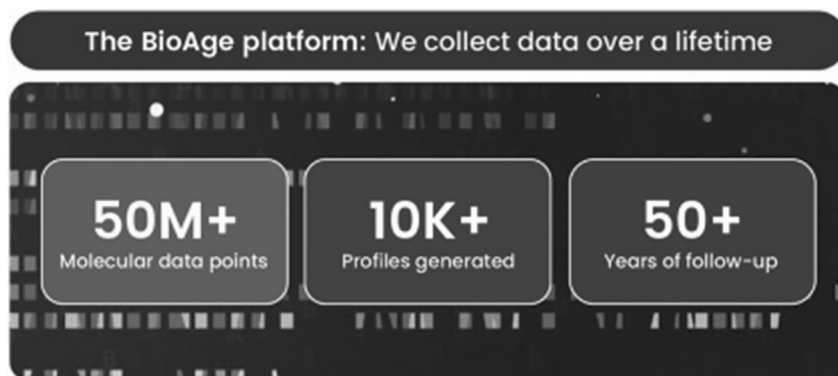 The BioAge platform: We collect data over a lifetime
50M+
Molecular data points
10K+
Profiles generated
50+
Years of follow-up